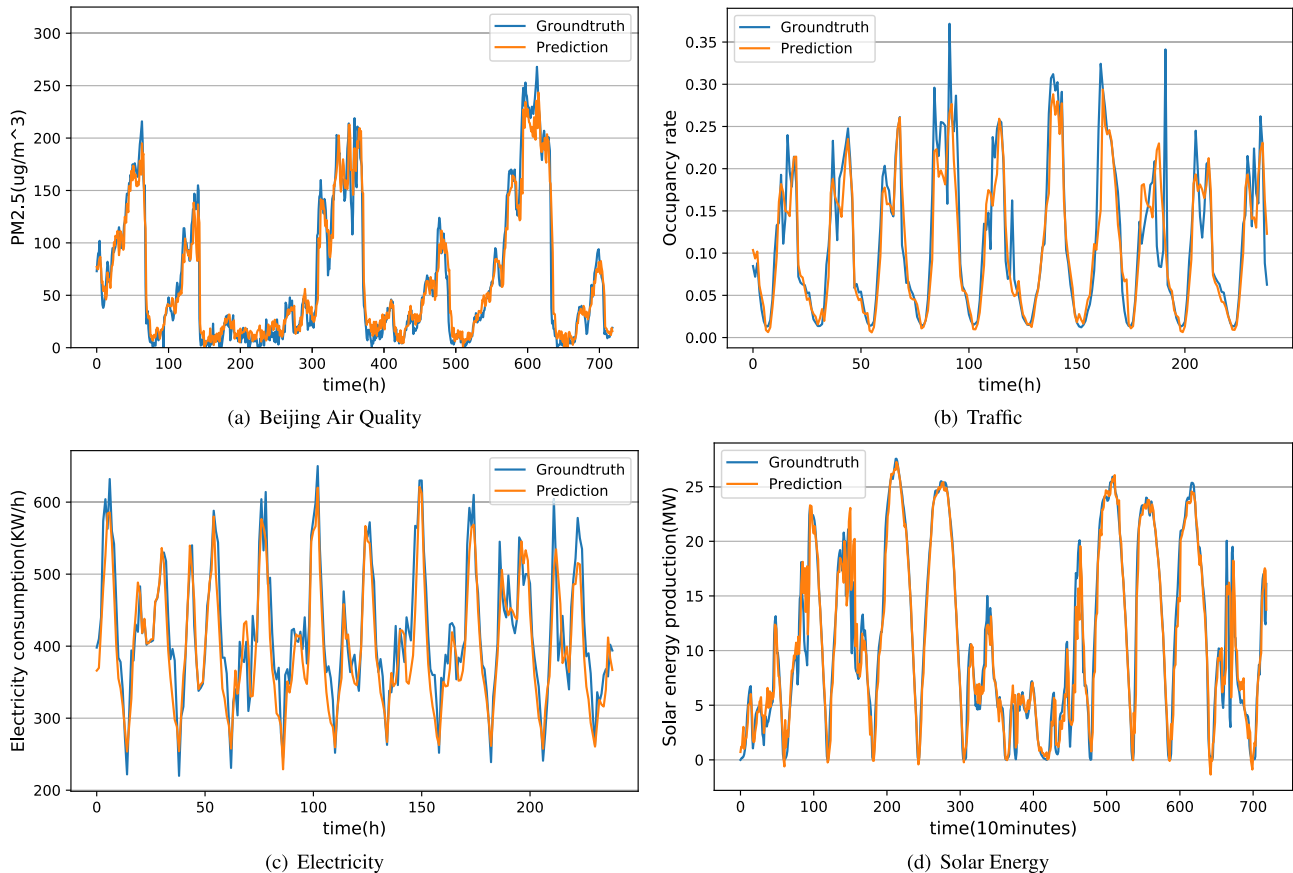 Groundtruth
Prediction
300
250
200
150
100
50
0
PM2.5(ug/m^3)
0 100 200 300 400 500 600 700
time(h)
(a) Beijing Air Quality
Groundtruth
Prediction
0.35
0.30
0.25
0.20
0.15
0.10
0.05
0.00
Occupancy rate
0 50 100 150 200
time(h)
(b) Traffic
Groundtruth
Prediction
600
500
400
300
200
Electricity consumption(KW/h)
0 50 100 150 200
time(h)
(c) Electricity
Groundtruth
Prediction
25
20
15
10
5
0
Solar energy production(MW)
0 100 200 300 400 500 600 700
time(10minutes)
(d) Solar Energy